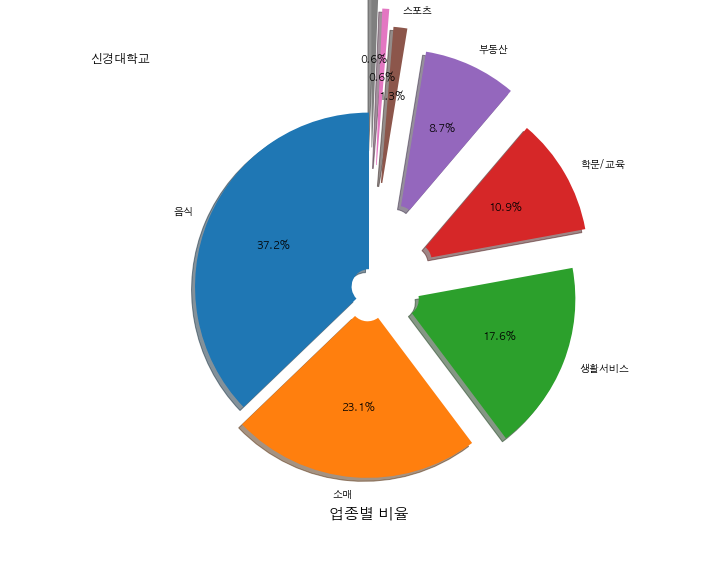 스포츠
부동산
신경대학교
0.6%
0.6%
1.3%
8.7%
학문/교육
10.9%
음식
37.2%
17.6%
생활서비스
23.1%
소매
업종별 비율